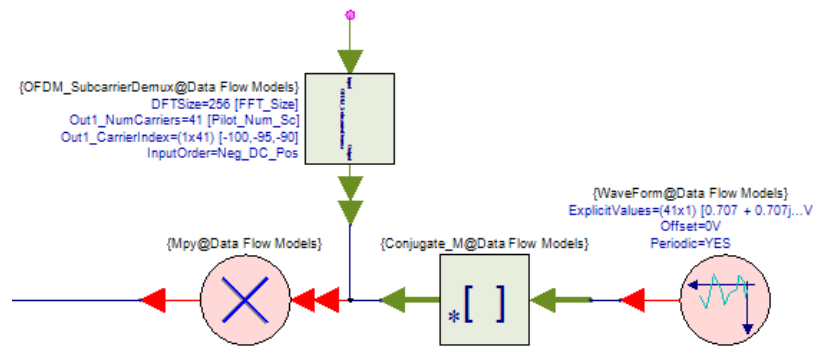 {OFDM_SubcarrierDemux@Data Flow Models}
DFTSize=256 [FFT_Size]
Out1_NumCarriers=41 [Pilot_Num_Sc]
Out1_CarrierIndex=(1x41) [-100,-95,-90]
InputOrder=Neg_DC_Pos
{WaveForm@Data Flow Models}
ExplicitValues=(41x1) [0.707 + 0.707j...V
Offset=0V
Periodic=YES
{Mpy@Data Flow Models}
{Conjugate_M@Data Flow Models}
*[ ]